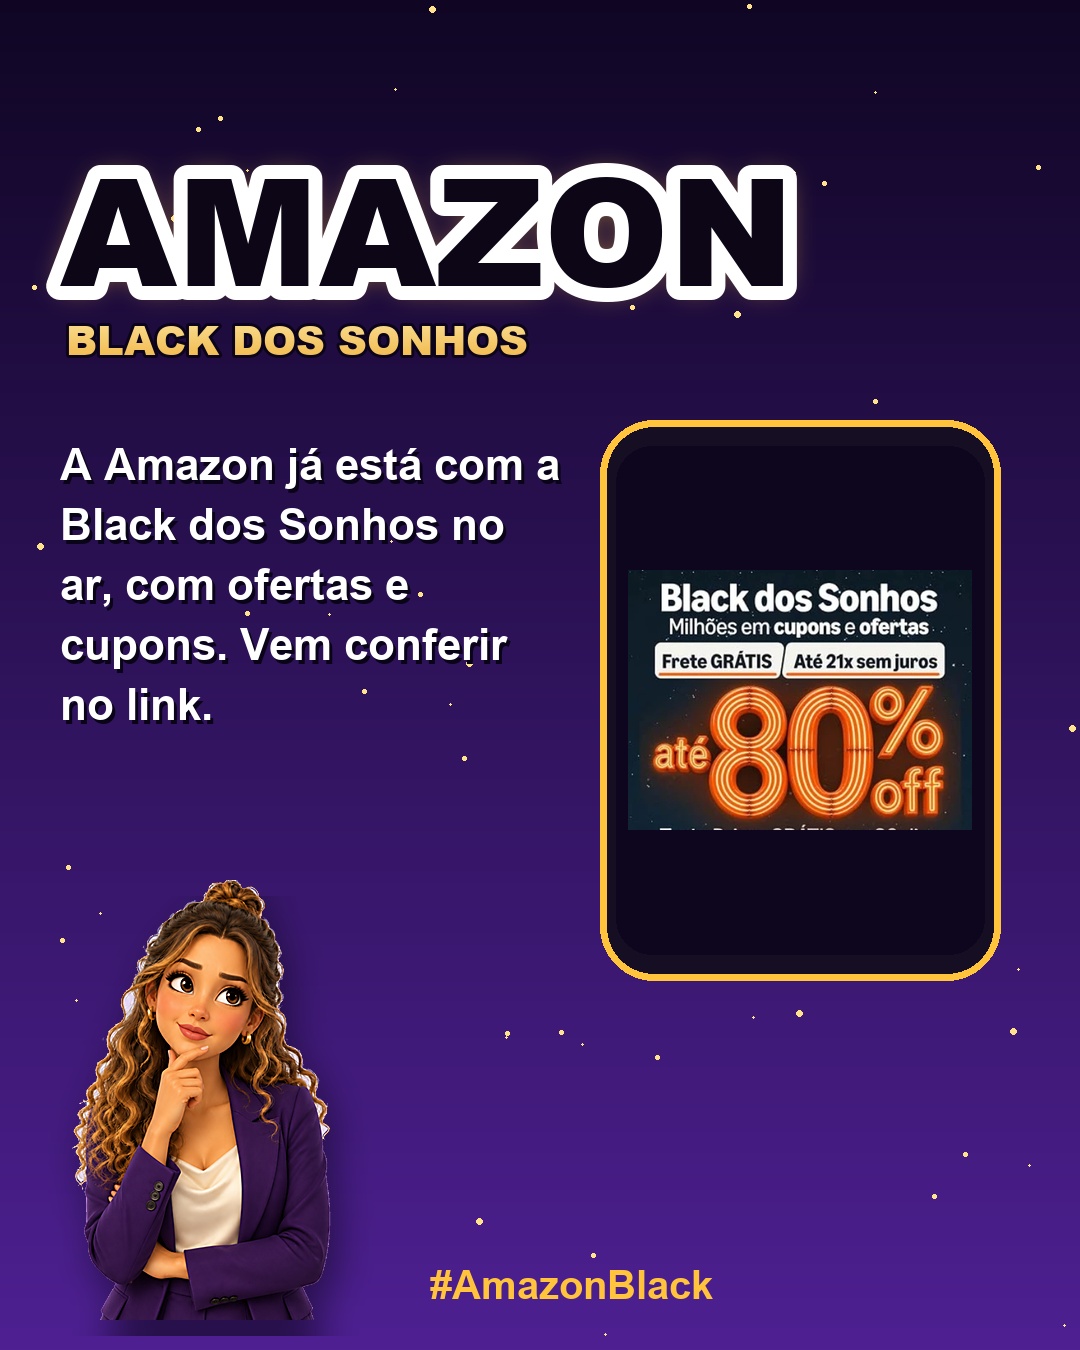 AMAZON
BLACK DOS SONHOS
A Amazon já está com a
Black dos Sonhos no
ar, com ofertas e
cupons. Vem conferir
no link.
Black dos Sonhos
Milhões em cupons e ofertas
Frete GRÁTIS Até 21x sem juros
até 80% off
#AmazonBlack